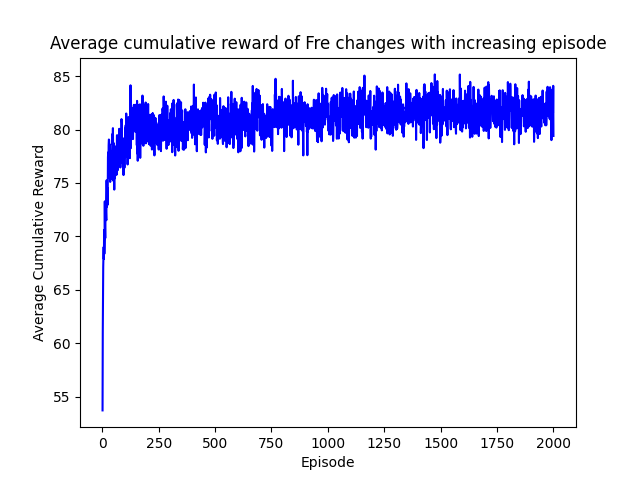 Average cumulative reward of Fre changes with increasing episode
85
80
75
70
65
60
55
Average Cumulative Reward
0 250 500 750 1000 1250 1500 1750 2000
Episode